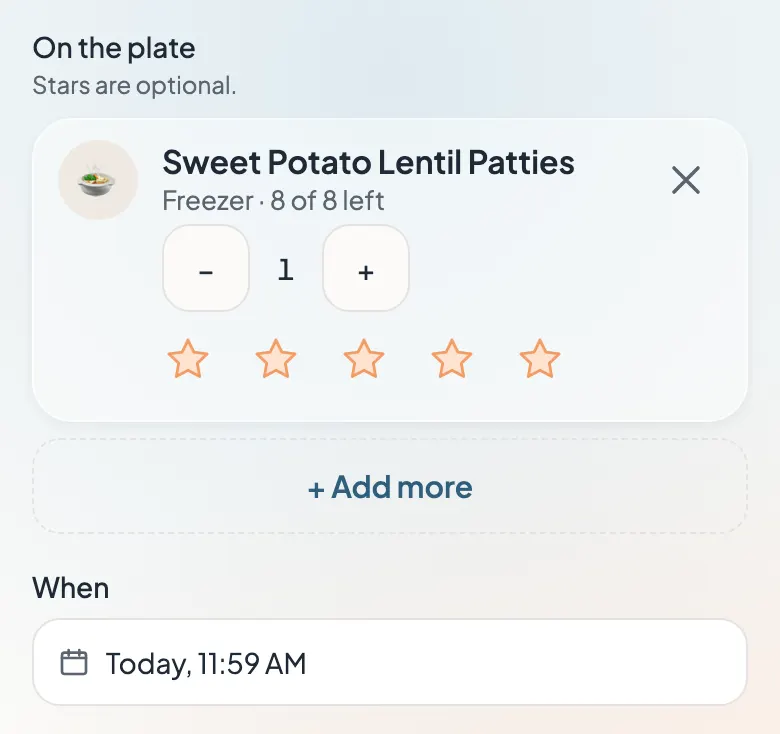 On the plate
Stars are optional.
Sweet Potato Lentil Patties
Freezer · 8 of 8 left
- 1 +
+ Add more
When
Today, 11:59 AM